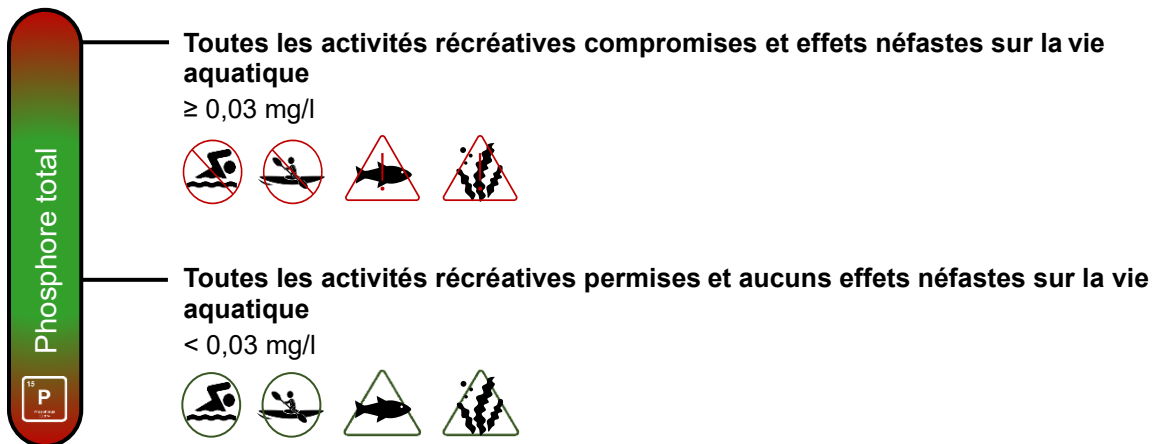 Toutes les activités récréatives compromises et effets néfastes sur la vie
aquatique
≥ 0,03 mg/l
Phosphore total
Toutes les activités récréatives permises et aucuns effets néfastes sur la vie
aquatique
< 0,03 mg/l
15
P